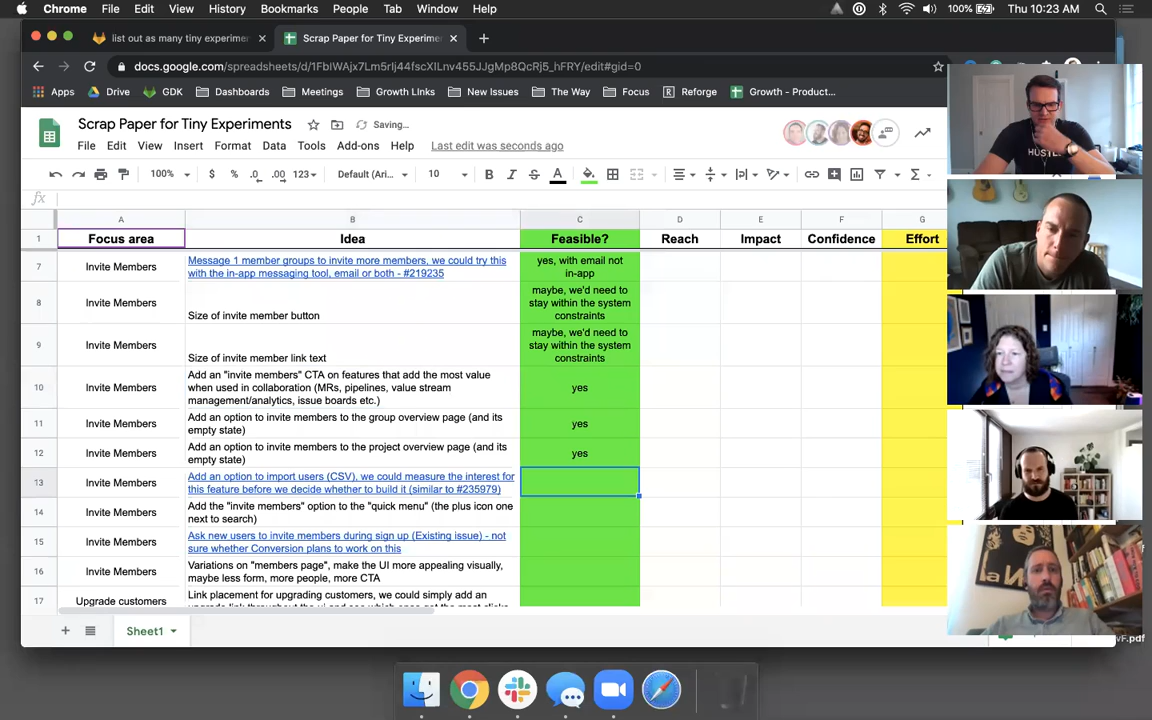 Chrome File Edit View History Bookmarks People Tab Window Help 100% Thu 10:23 AM
list out as many tiny experimen Scrap Paper for Tiny Experime
docs.google.com/spreadsheets/d/1FbIWAjx7Lm5rIj44fscXILnv455JJgMp8QcRj5_hFRY/edit#gid=0
Apps Drive GDK Dashboards Meetings Growth LInks New Issues The Way Focus Reforge Growth - Product...
Scrap Paper for Tiny Experiments Saving...
File Edit View Insert Format Data Tools Add-ons Help Last edit was seconds ago
100% $ % .0 .00 123 Default (Ari... 10 B I S A
fx
A B C D E F G
1 Focus area Idea Feasible? Reach Impact Confidence Effort
7 Invite Members Message 1 member groups to invite more members, we could try this yes, with email not
with the in-app messaging tool, email or both - #219235 in-app
maybe, we'd need to
8 Invite Members stay within the system
Size of invite member button constraints
maybe, we'd need to
9 Invite Members stay within the system
Size of invite member link text constraints
Add an "invite members" CTA on features that add the most value
10 Invite Members when used in collaboration (MRs, pipelines, value stream yes
management/analytics, issue boards etc.)
11 Invite Members Add an option to invite members to the group overview page (and its yes
empty state)
12 Invite Members Add an option to invite members to the project overview page (and its yes
empty state)
13 Invite Members Add an option to import users (CSV), we could measure the interest for
this feature before we decide whether to build it (similar to #235979)
14 Invite Members Add the "invite members" option to the "quick menu" (the plus icon one
next to search)
15 Invite Members Ask new users to invite members during sign up (Existing issue) - not
sure whether Conversion plans to work on this
16 Invite Members Variations on "members page", make the UI more appealing visually,
maybe less form, more people, more CTA
17 Upgrade customers Link placement for upgrading customers, we could simply add an
Sheet1
HUSTLE
vF.pdf